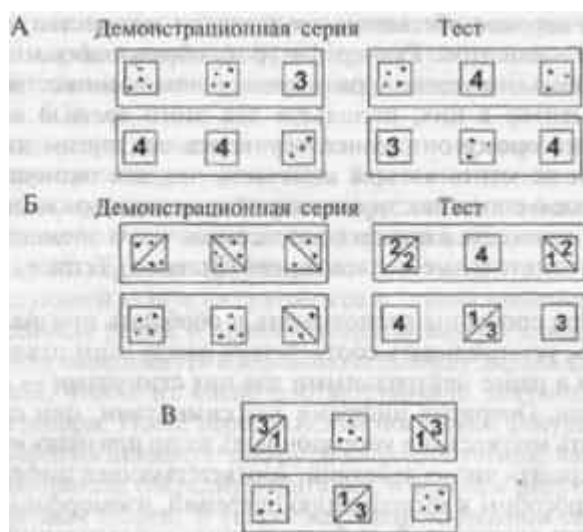 А Демонстрационная серия Тест
3 4
4 4 3 4
Б Демонстрационная серия Тест
2/2 4 1/2
4 1/3 3
В
3/1 1/3
1/3